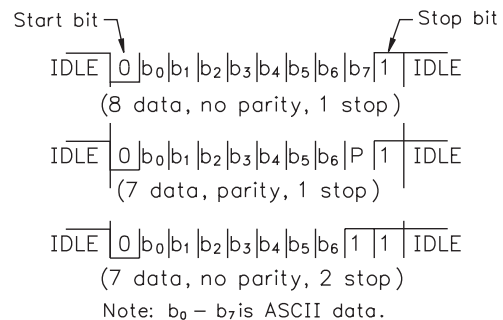 Start bit Stop bit
IDLE 0 b₀ b₁ b₂ b₃ b₄ b₅ b₆ b₇ 1 IDLE
(8 data, no parity, 1 stop)
IDLE 0 b₀ b₁ b₂ b₃ b₄ b₅ b₆ P 1 IDLE
(7 data, parity, 1 stop)
IDLE 0 b₀ b₁ b₂ b₃ b₄ b₅ b₆ 1 1 IDLE
(7 data, no parity, 2 stop)
Note: b₀ – b₇ is ASCII data.